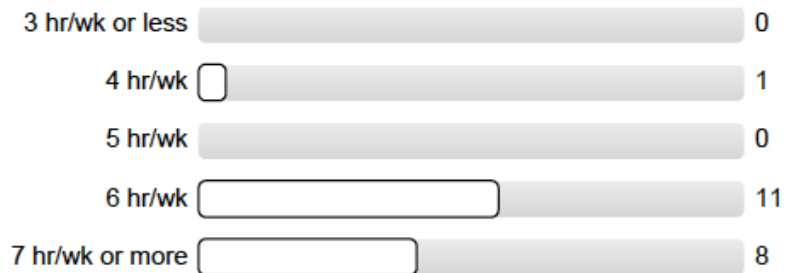 3 hr/wk or less 0
4 hr/wk 1
5 hr/wk 0
6 hr/wk 11
7 hr/wk or more 8